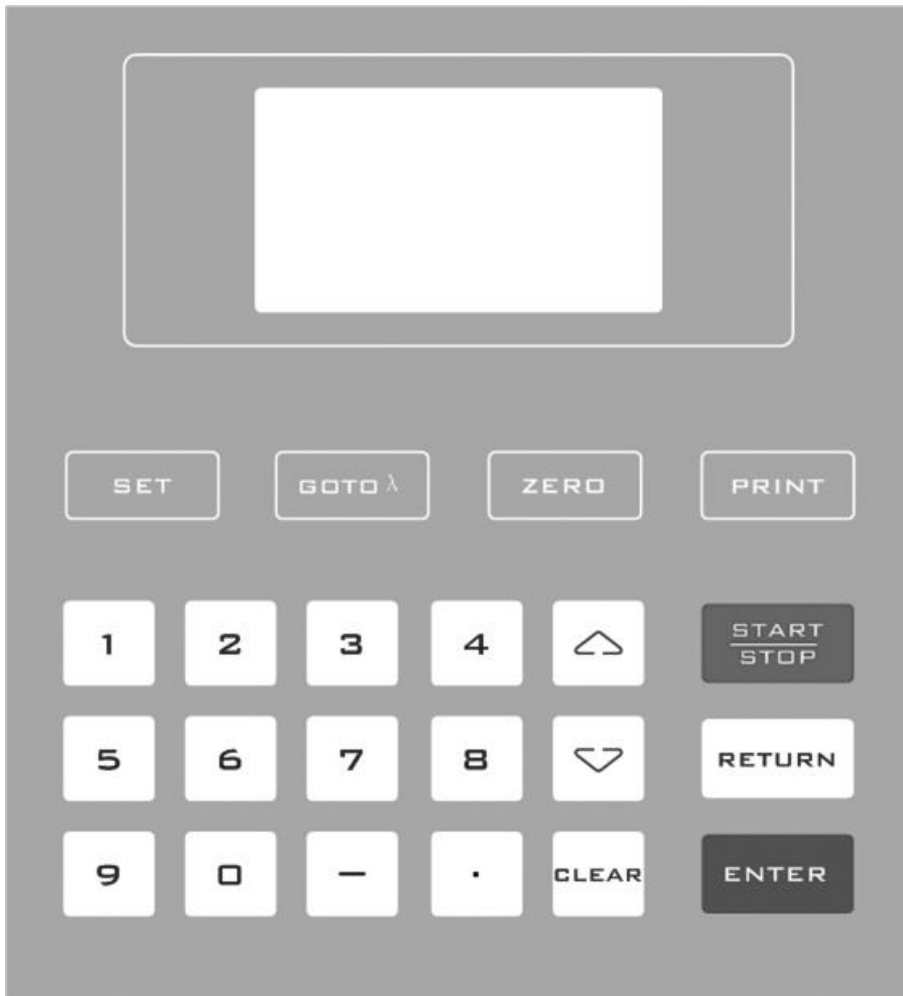 SET GOTO λ ZERO PRINT
1 2 3 4 START
STOP
5 6 7 8 RETURN
9 0 — . CLEAR ENTER